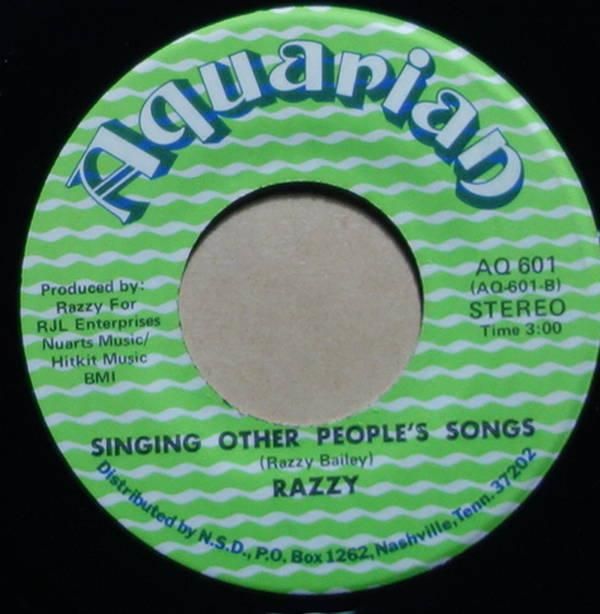 Aquarian
Produced by:
Razzy For
RJL Enterprises
Nuarts Music/
Hitkit Music
BMI
AQ 601
(AQ-601-B)
STEREO
Time 3:00
SINGING OTHER PEOPLE'S SONGS
(Razzy Bailey)
RAZZY
Distributed by N.S.D., P.O. Box 1262, Nashville, Tenn. 37202